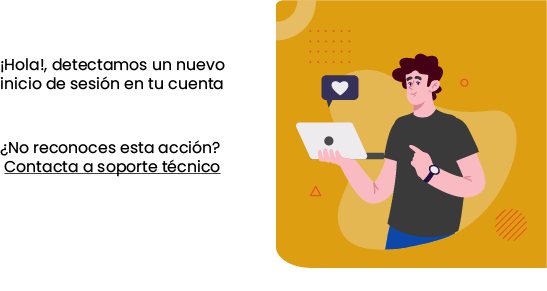 ¡Hola!, detectamos un nuevo
inicio de sesión en tu cuenta
¿No reconoces esta acción?
Contacta a soporte técnico